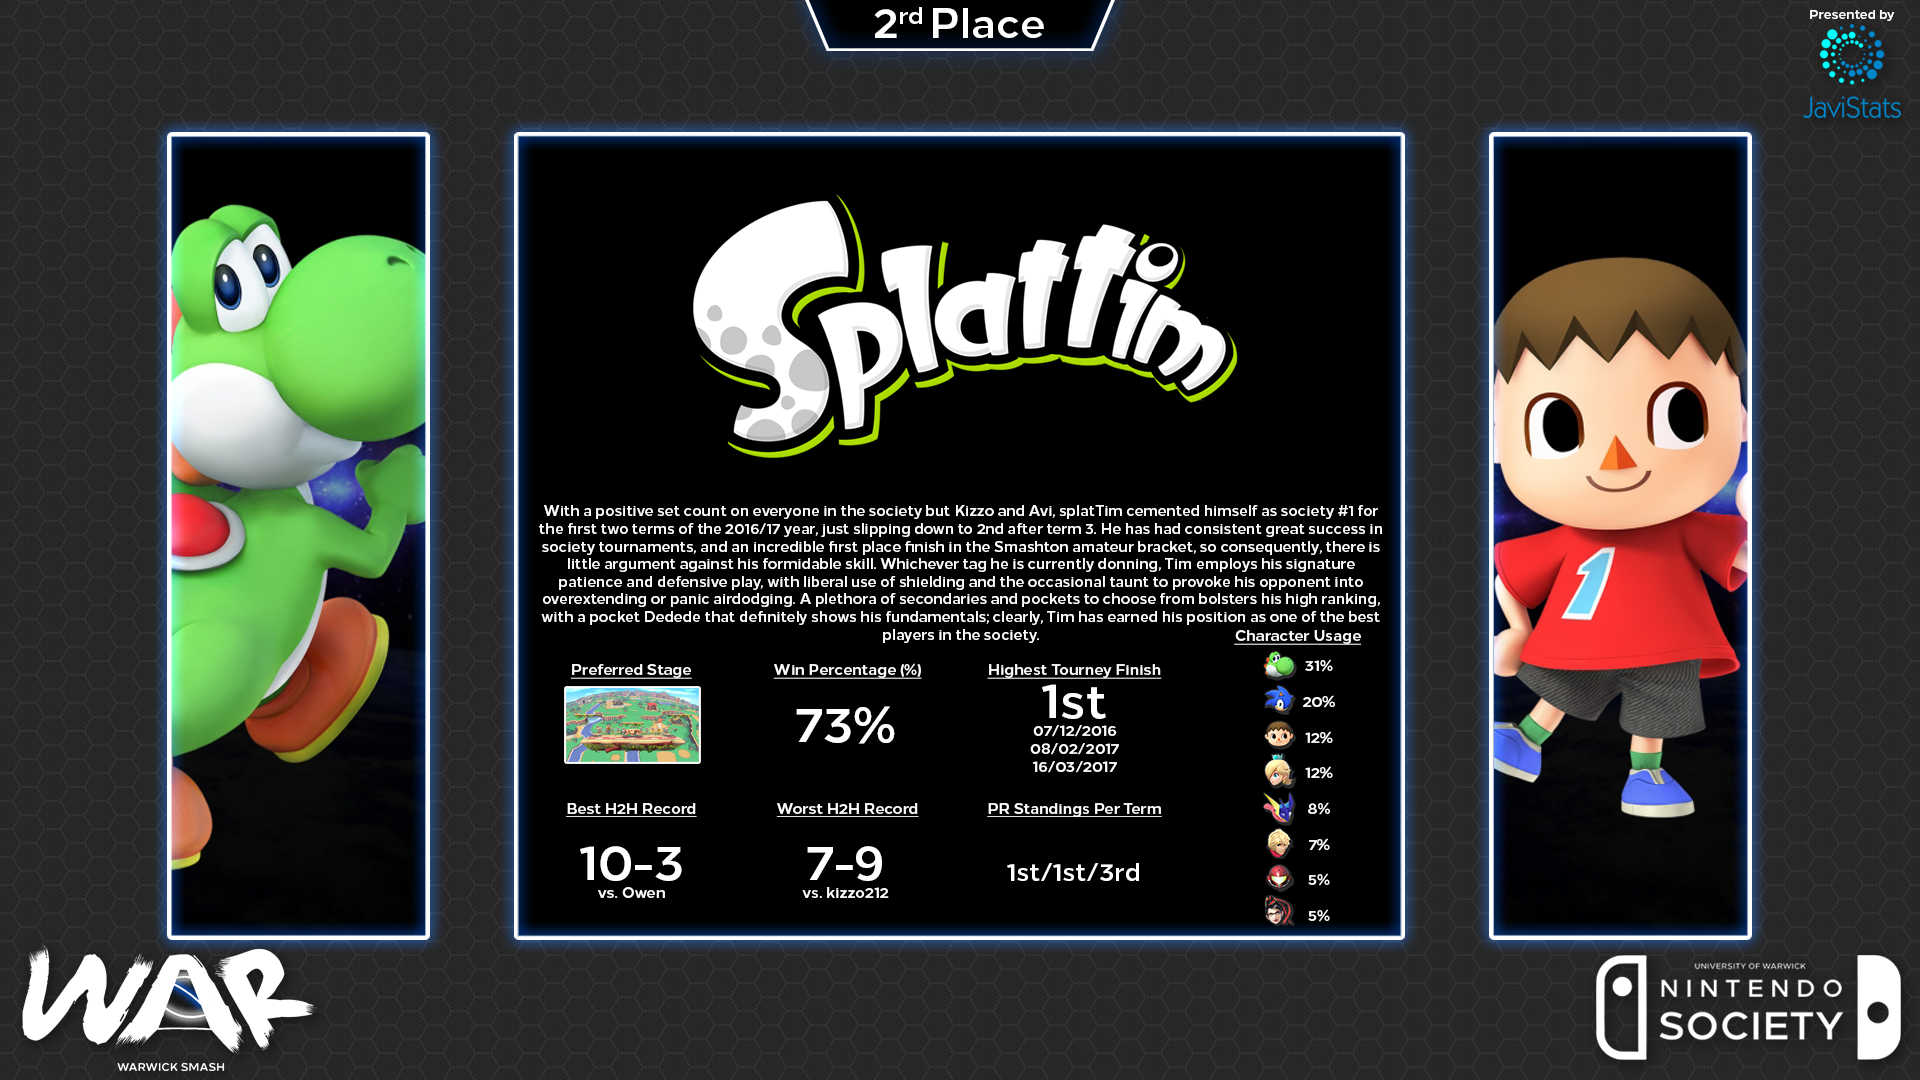 2rd Place
Presented by
JaviStats
SplatTim
With a positive set count on everyone in the society but Kizzo and Avi, splatTim cemented himself as society #1 for
the first two terms of the 2016/17 year, just slipping down to 2nd after term 3. He has had consistent great success in
society tournaments, and an incredible first place finish in the Smashton amateur bracket, so consequently, there is
little argument against his formidable skill. Whichever tag he is currently donning, Tim employs his signature
patience and defensive play, with liberal use of shielding and the occasional taunt to provoke his opponent into
overextending or panic airdodging. A plethora of secondaries and pockets to choose from bolsters his high ranking,
with a pocket Dedede that definitely shows his fundamentals; clearly, Tim has earned his position as one of the best
players in the society.
Preferred Stage
Win Percentage (%)
73%
Highest Tourney Finish
1st
07/12/2016
08/02/2017
16/03/2017
Best H2H Record
10-3
vs. Owen
Worst H2H Record
7-9
vs. kizzo212
PR Standings Per Term
1st/1st/3rd
Character Usage
31%
20%
12%
12%
8%
7%
5%
5%
1
WAR
WARWICK SMASH
UNIVERSITY OF WARWICK
NINTENDO
SOCIETY